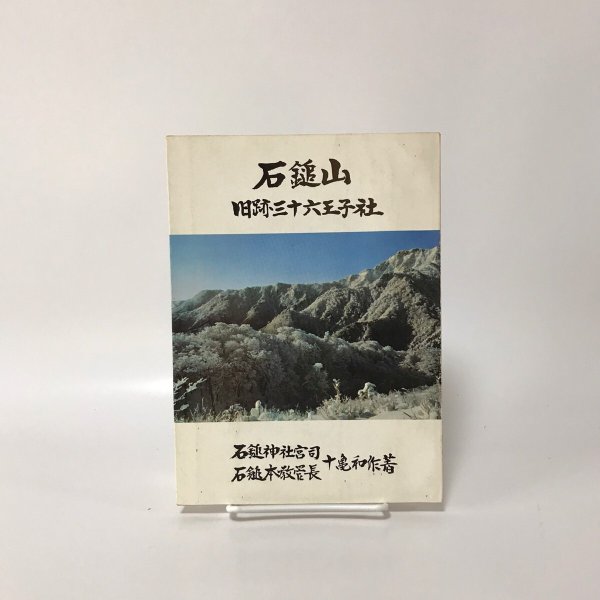 石鎚山
旧跡三十六王子社
石鎚神社宮司
石鎚本教管長
十亀和作著